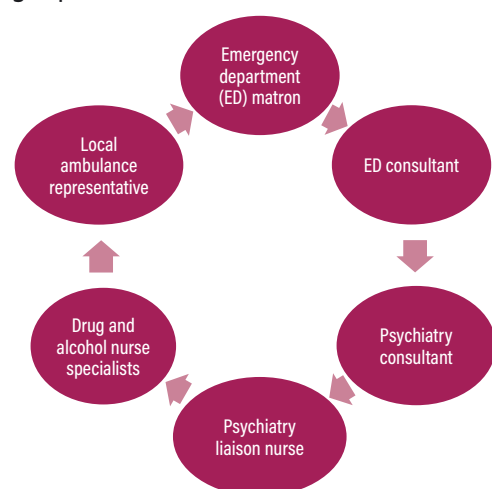 Emergency
department
(ED) matron
ED consultant
Psychiatry
consultant
Psychiatry
liaison nurse
Drug and
alcohol nurse
specialists
Local
ambulance
representative